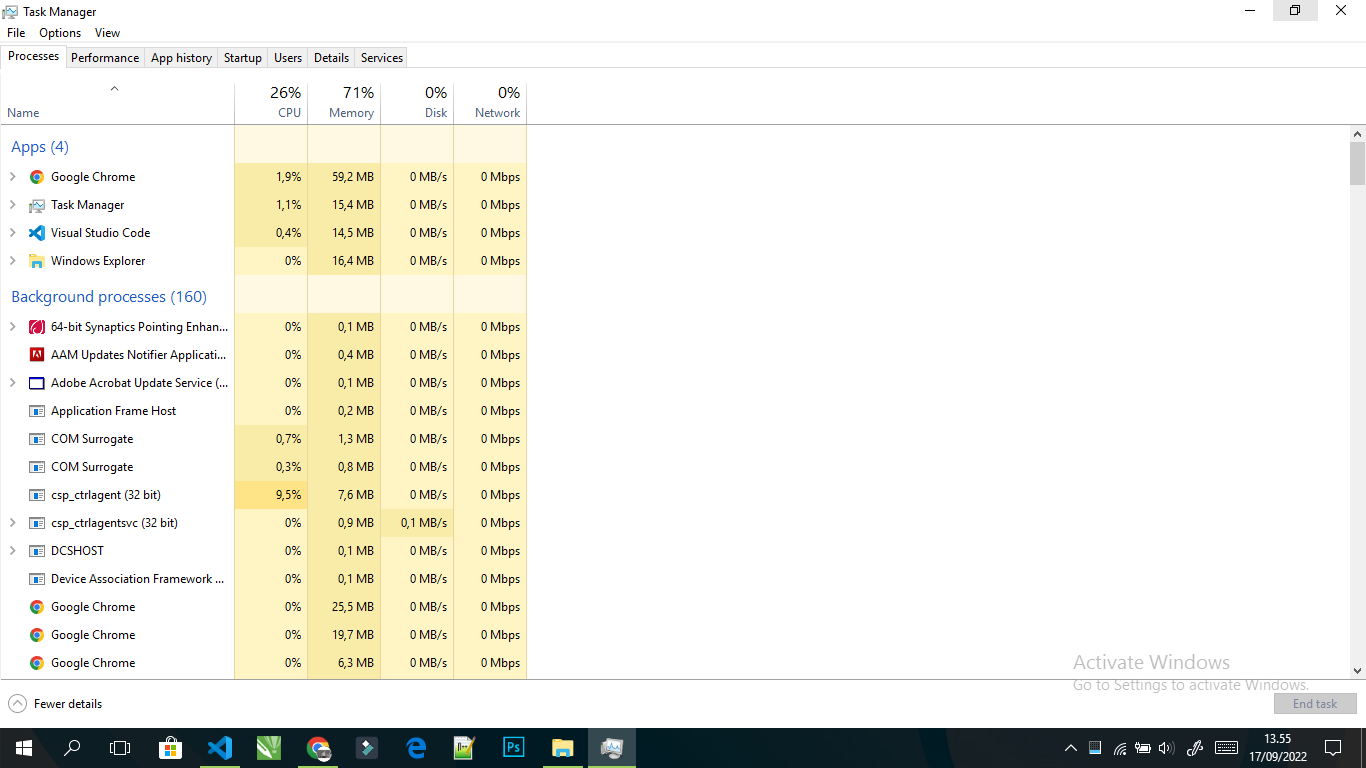 Task Manager
File Options View
Processes Performance App history Startup Users Details Services
26% 71% 0% 0%
Name CPU Memory Disk Network
Apps (4)
Google Chrome 1,9% 59,2 MB 0 MB/s 0 Mbps
Task Manager 1,1% 15,4 MB 0 MB/s 0 Mbps
Visual Studio Code 0,4% 14,5 MB 0 MB/s 0 Mbps
Windows Explorer 0% 16,4 MB 0 MB/s 0 Mbps
Background processes (160)
64-bit Synaptics Pointing Enhan... 0% 0,1 MB 0 MB/s 0 Mbps
AAM Updates Notifier Applicati... 0% 0,4 MB 0 MB/s 0 Mbps
Adobe Acrobat Update Service (... 0% 0,1 MB 0 MB/s 0 Mbps
Application Frame Host 0% 0,2 MB 0 MB/s 0 Mbps
COM Surrogate 0,7% 1,3 MB 0 MB/s 0 Mbps
COM Surrogate 0,3% 0,8 MB 0 MB/s 0 Mbps
csp_ctrlagent (32 bit) 9,5% 7,6 MB 0 MB/s 0 Mbps
csp_ctrlagentsvc (32 bit) 0% 0,9 MB 0,1 MB/s 0 Mbps
DCSHOST 0% 0,1 MB 0 MB/s 0 Mbps
Device Association Framework ... 0% 0,1 MB 0 MB/s 0 Mbps
Google Chrome 0% 25,5 MB 0 MB/s 0 Mbps
Google Chrome 0% 19,7 MB 0 MB/s 0 Mbps
Google Chrome 0% 6,3 MB 0 MB/s 0 Mbps
Activate Windows
Go to Settings to activate Windows.
Fewer details End task
Ps
13.55
17/09/2022